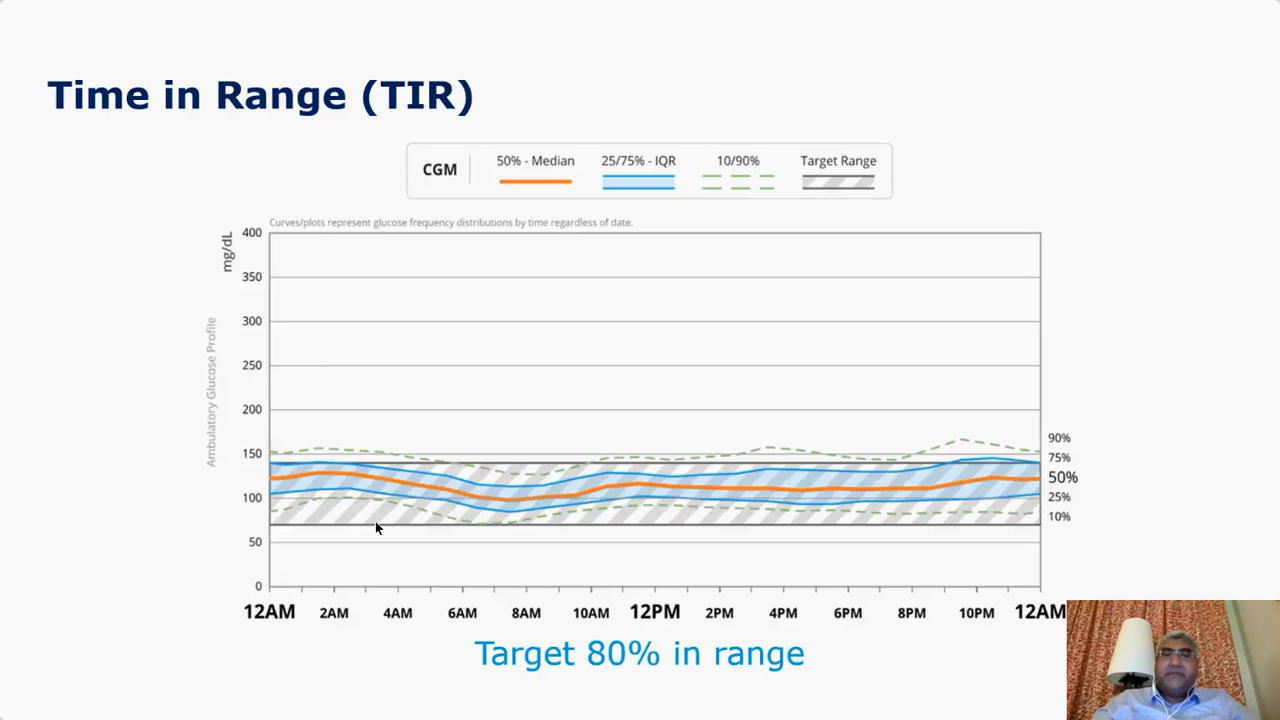 Time in Range (TIR)
CGM 50% - Median 25/75% - IQR 10/90% Target Range
Curves/plots represent glucose frequency distributions by time regardless of date.
mg/dL
Ambulatory Glucose Profile
400
350
300
250
200
150
100
50
0
90%
75%
50%
25%
10%
12AM 2AM 4AM 6AM 8AM 10AM 12PM 2PM 4PM 6PM 8PM 10PM 12AM
Target 80% in range